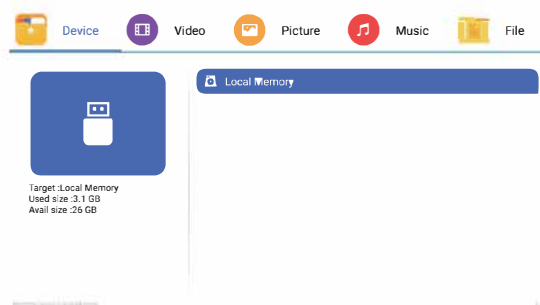 Device
Video
Picture
Music
File
Local Memory
Target :Local Memory
Used size :3.1 GB
Avail size :26 GB